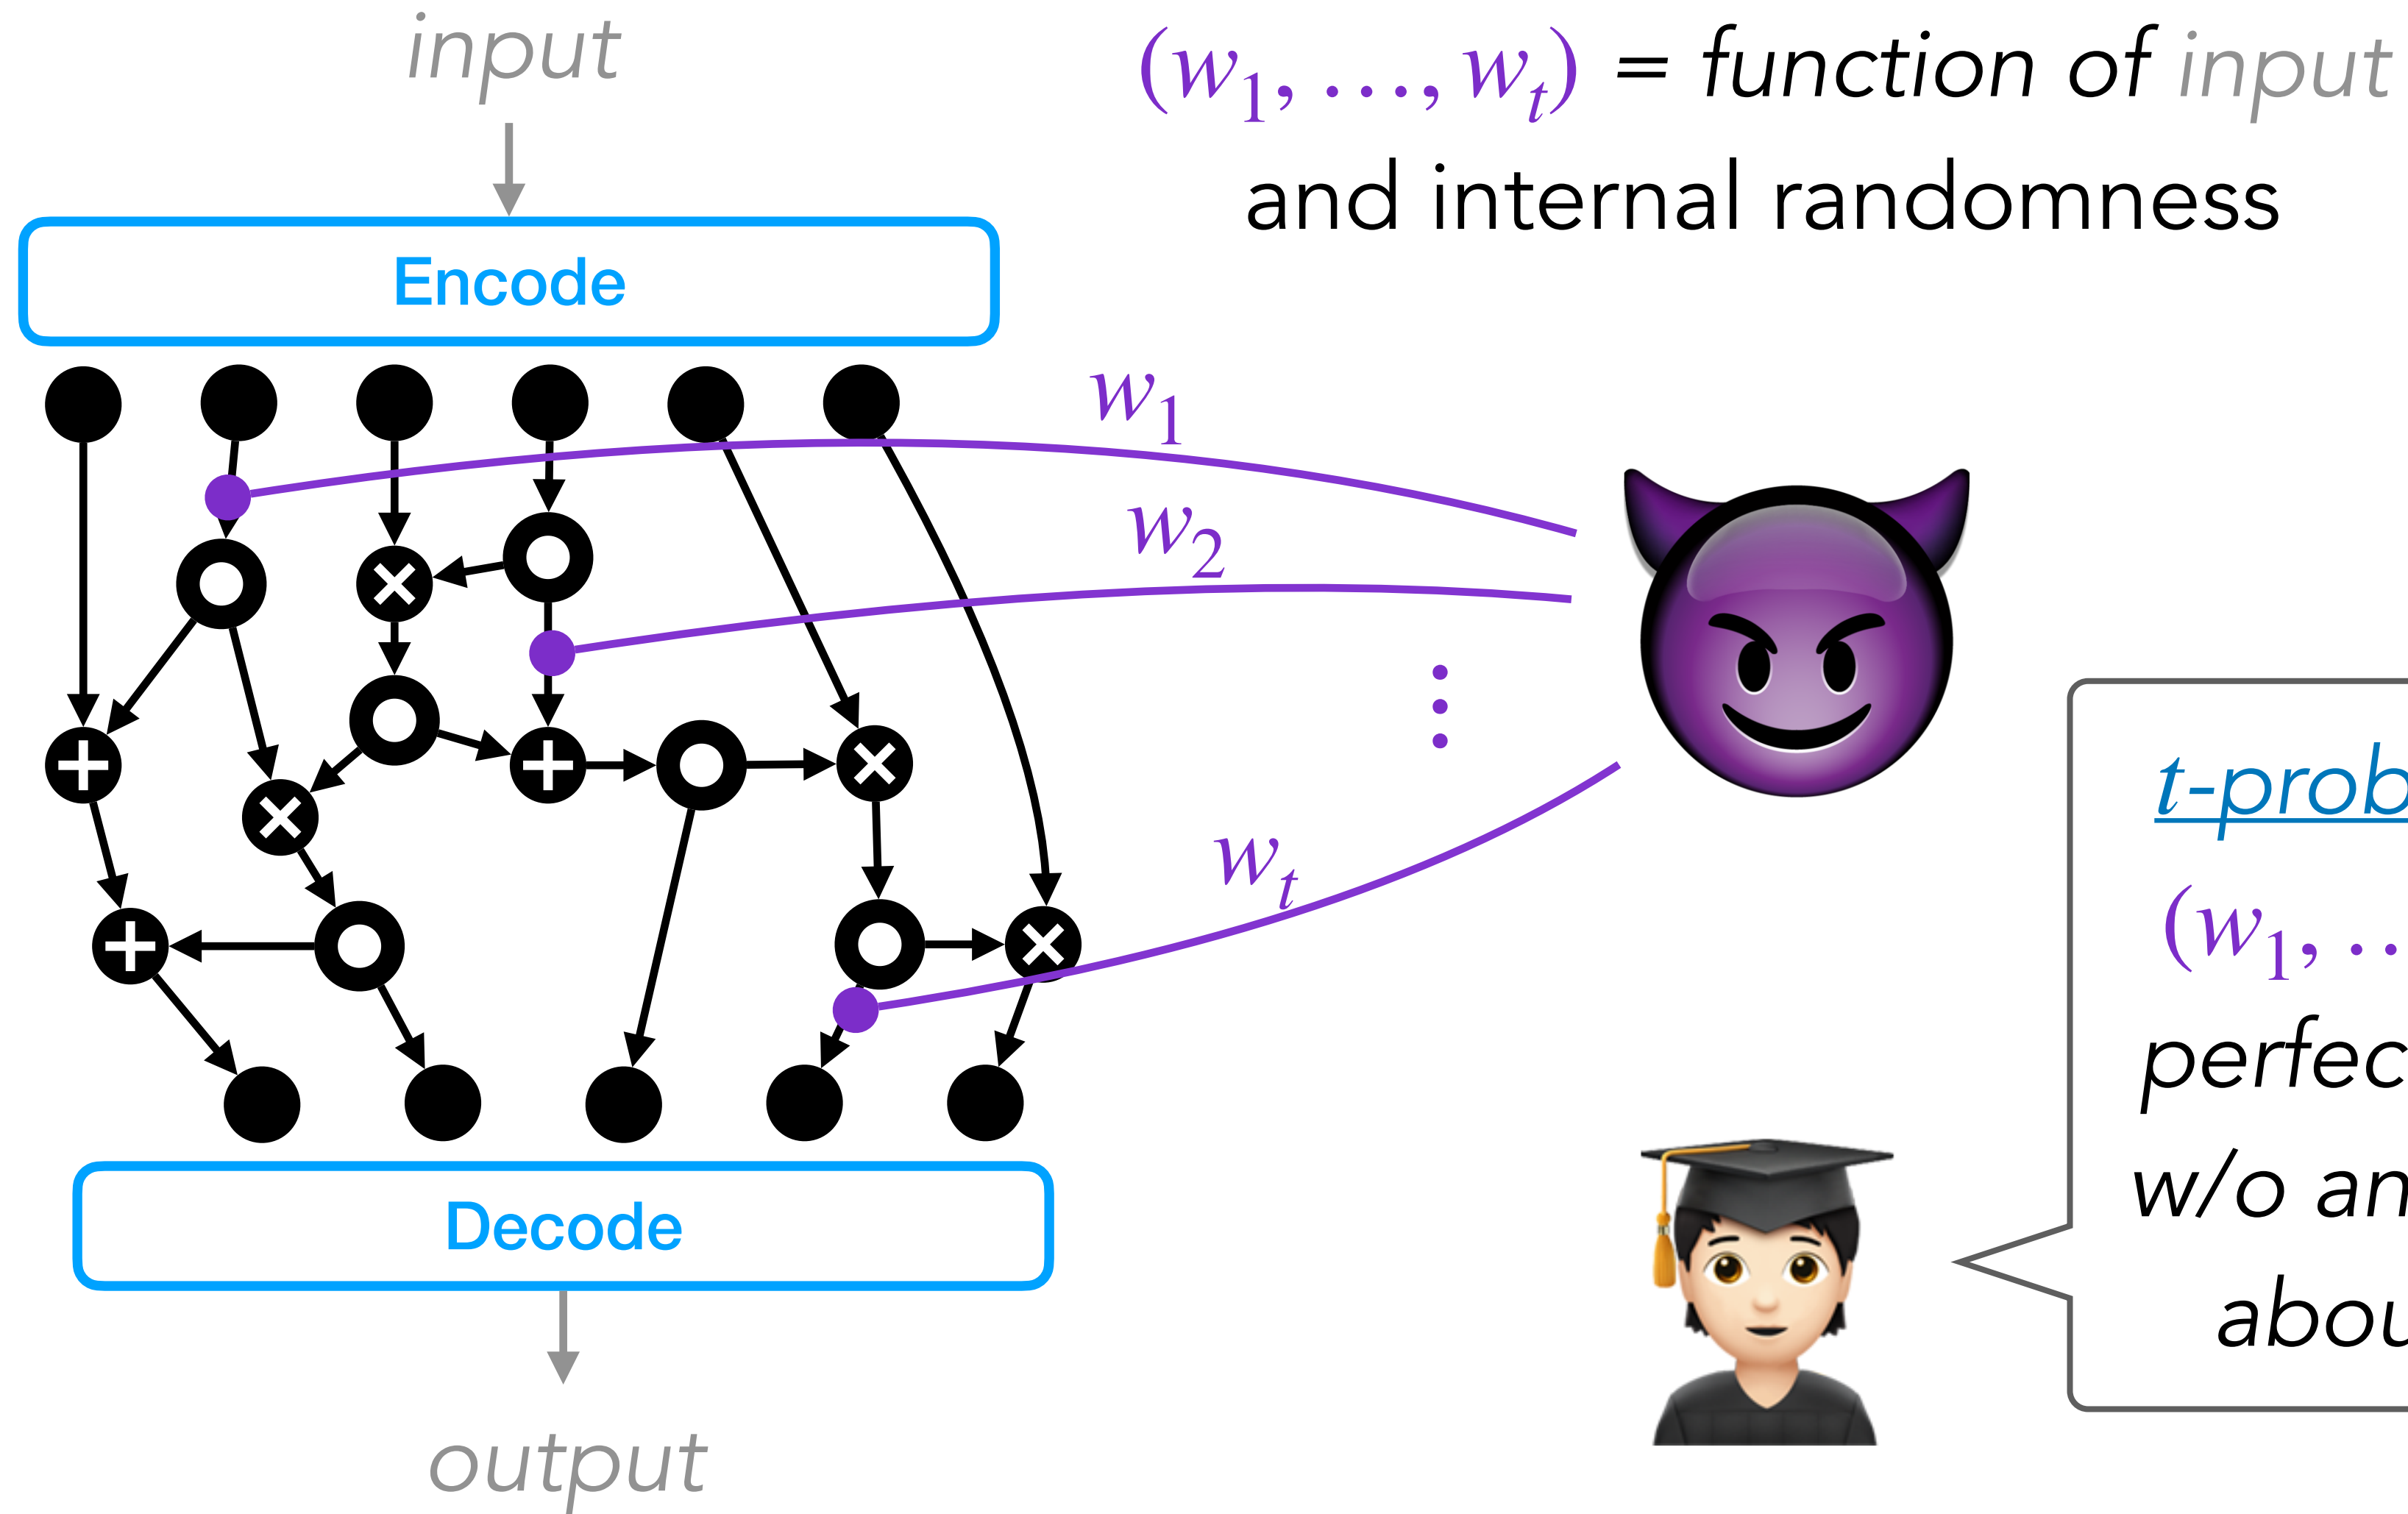 input
(w₁, …, wₜ) = function of input
and internal randomness
Encode
w₁
w₂
⋮
wₜ
t-prob
(w₁, ..
perfec
w/o an
abou
Decode
output